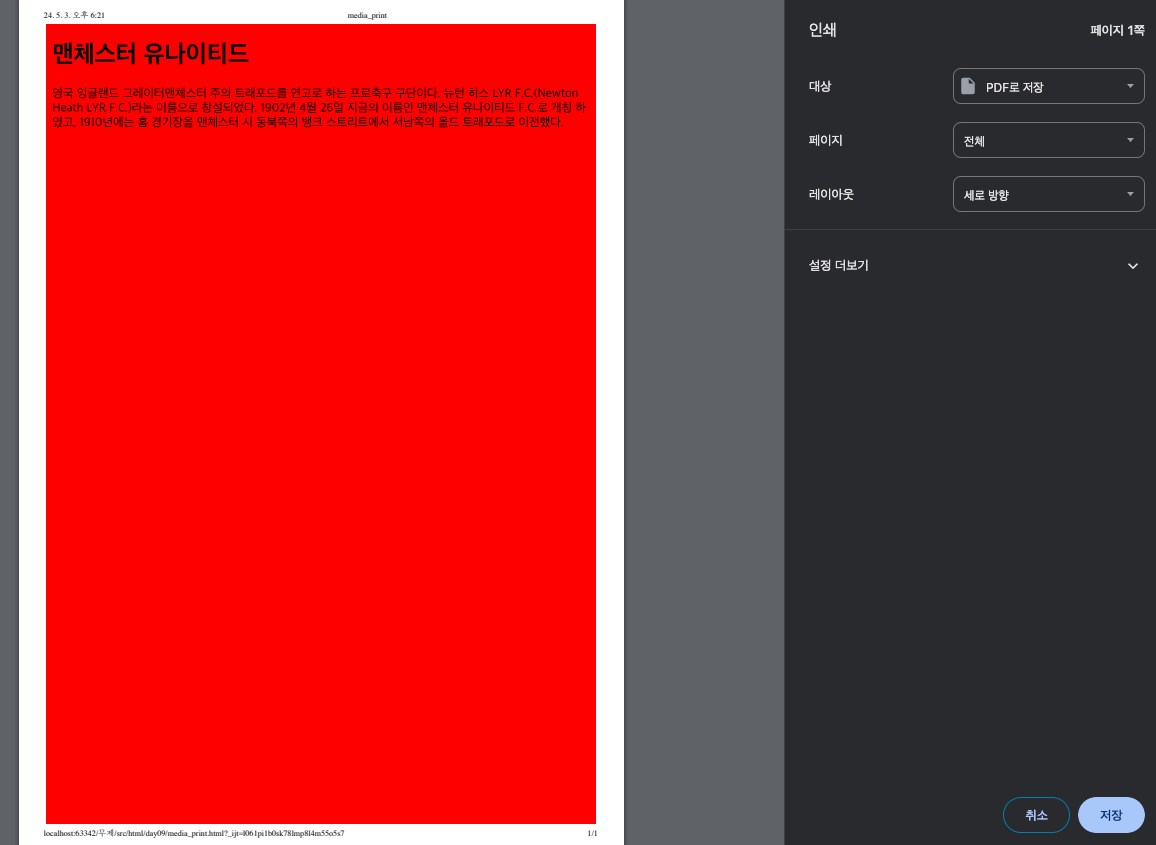 24. 5. 3. 오후 6:21
media_print
맨체스터 유나이티드
영국 잉글랜드 그레이터맨체스터 주의 트래포드를 연고로 하는 프로축구 구단이다. 뉴턴 히스 LYR F.C.(Newton
Heath LYR F.C.)라는 이름으로 창설되었다. 1902년 4월 26일 지금의 이름인 맨체스터 유나이티드 F.C.로 개칭 하
였고, 1910년에는 홈 경기장을 맨체스터 시 동북쪽의 뱅크 스트리트에서 서남쪽의 올드 트래포드로 이전했다.
localhost:63342/무제/src/html/day09/media_print.html?_ijt=l061pi1b0sk78lmp8l4m55o5s7
1/1
인쇄
페이지 1쪽
대상
PDF로 저장
페이지
전체
레이아웃
세로 방향
설정 더보기
취소
저장